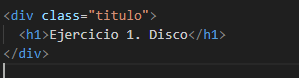 <div class="titulo">
<h1>Ejercicio 1. Disco</h1>
</div>